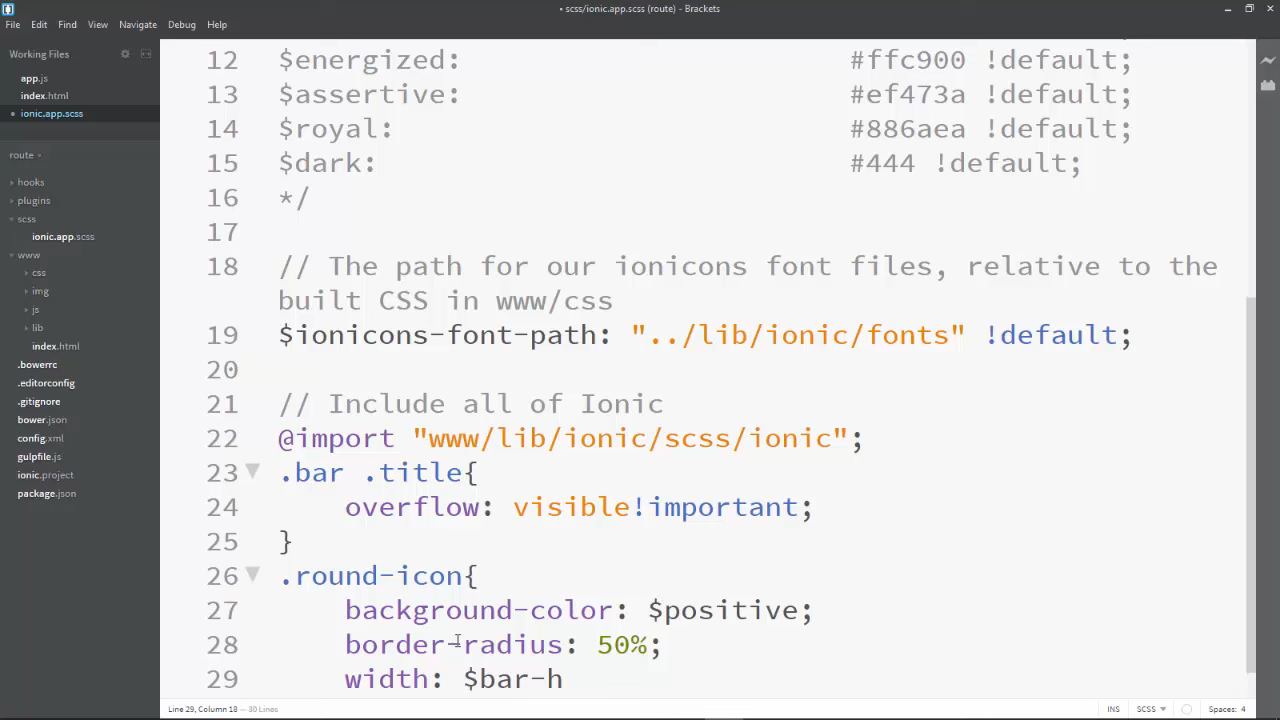 • scss/ionic.app.scss (route) - Brackets
File Edit Find View Navigate Debug Help
Working Files
app.js
index.html
• ionic.app.scss
route
hooks
plugins
scss
ionic.app.scss
www
css
img
js
lib
index.html
.bowerrc
.editorconfig
.gitignore
bower.json
config.xml
gulpfile.js
ionic.project
package.json
12 $energized: #ffc900 !default;
13 $assertive: #ef473a !default;
14 $royal: #886aea !default;
15 $dark: #444 !default;
16 */
17
18 // The path for our ionicons font files, relative to the
built CSS in www/css
19 $ionicons-font-path: "../lib/ionic/fonts" !default;
20
21 // Include all of Ionic
22 @import "www/lib/ionic/scss/ionic";
23 .bar .title{
24 overflow: visible!important;
25 }
26 .round-icon{
27 background-color: $positive;
28 border-radius: 50%;
29 width: $bar-h
Line 29, Column 18 — 30 Lines
INS SCSS Spaces: 4